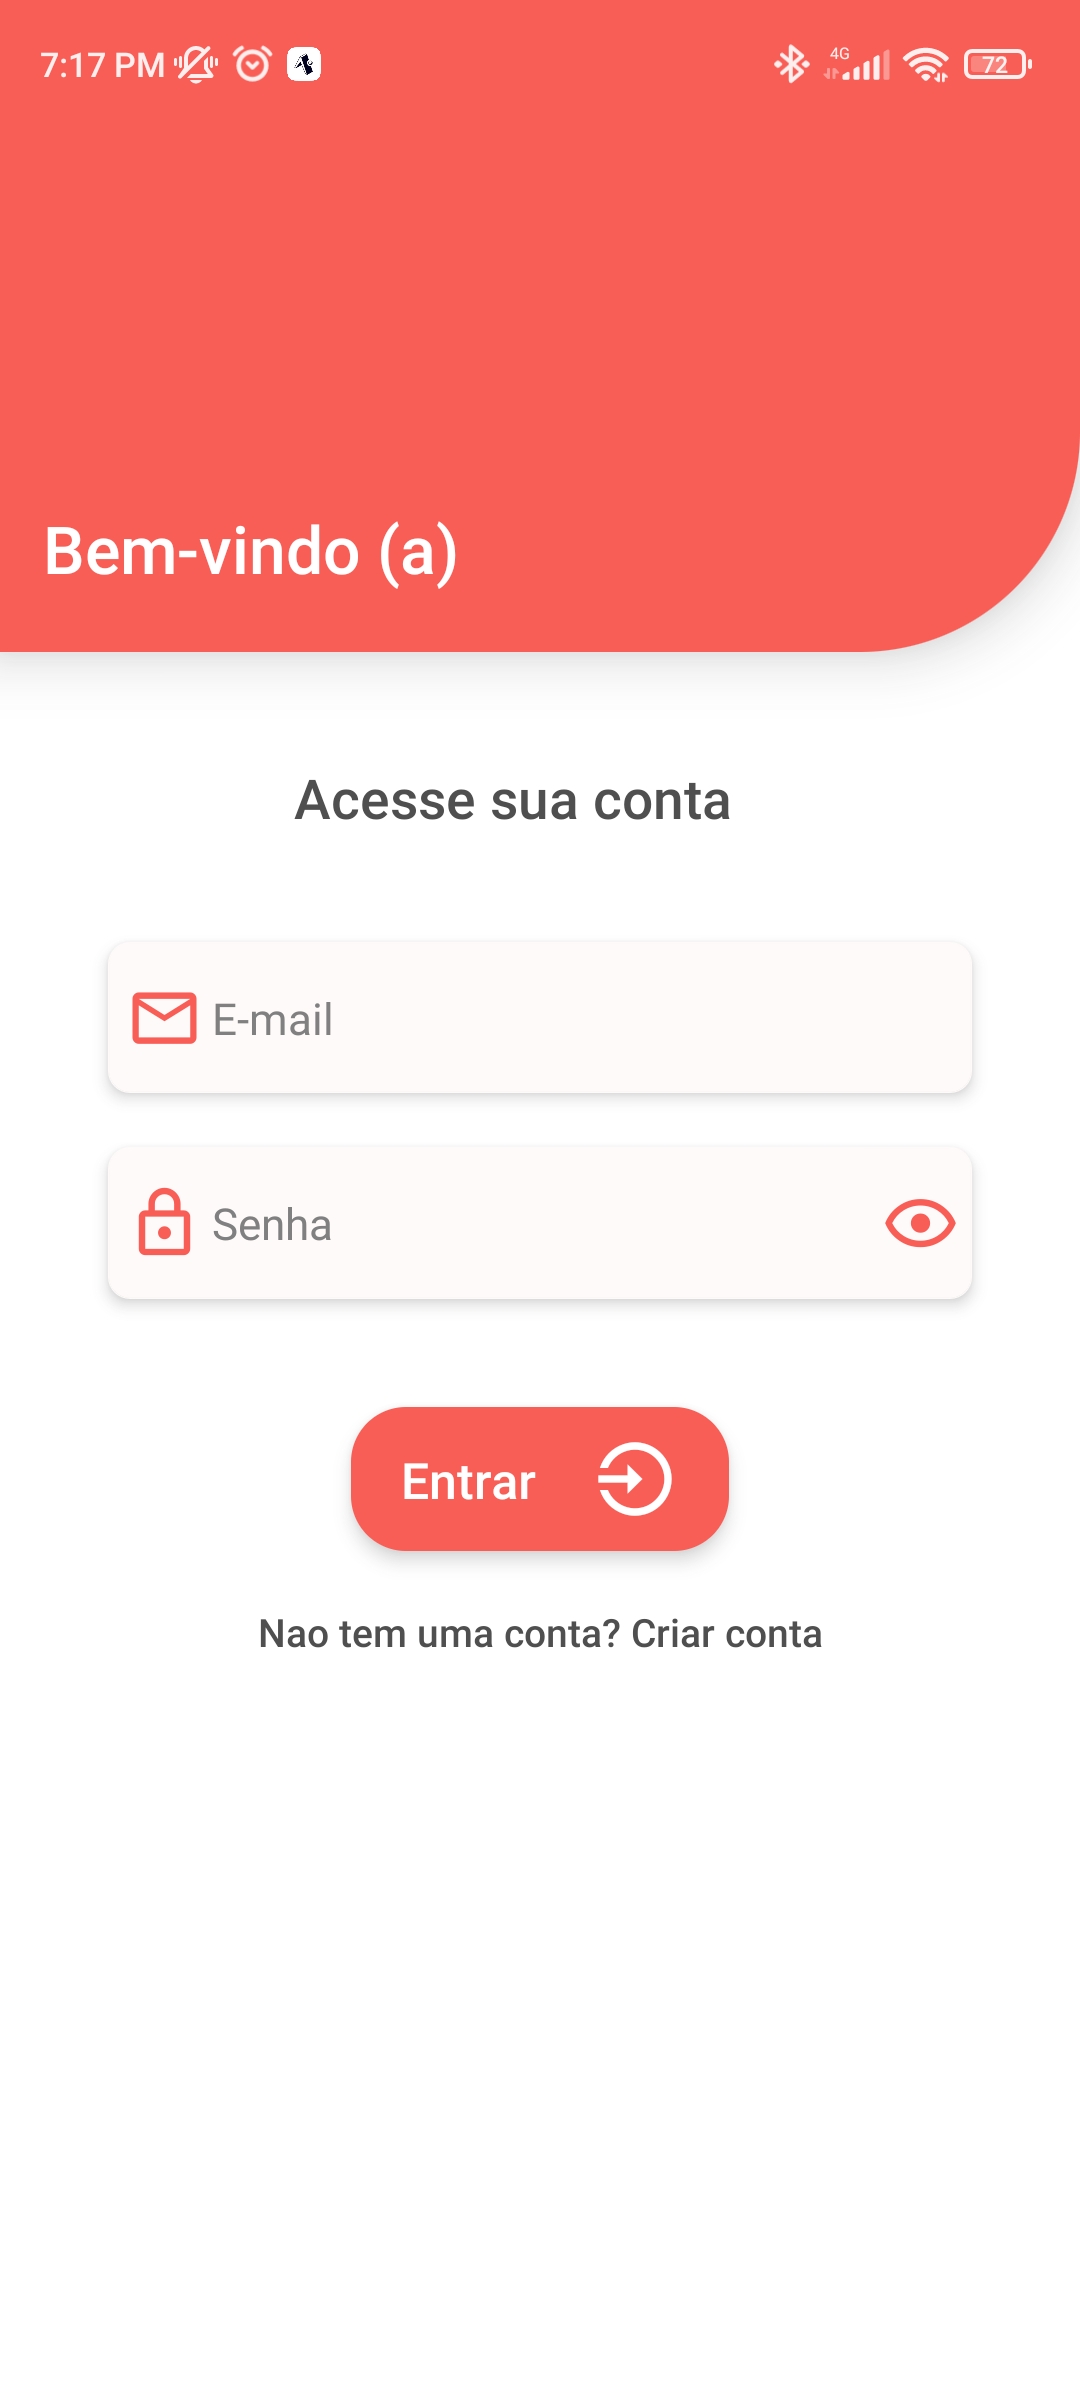 7:17 PM 4G 72
Bem-vindo (a)
Acesse sua conta
E-mail
Senha
Entrar
Nao tem uma conta? Criar conta